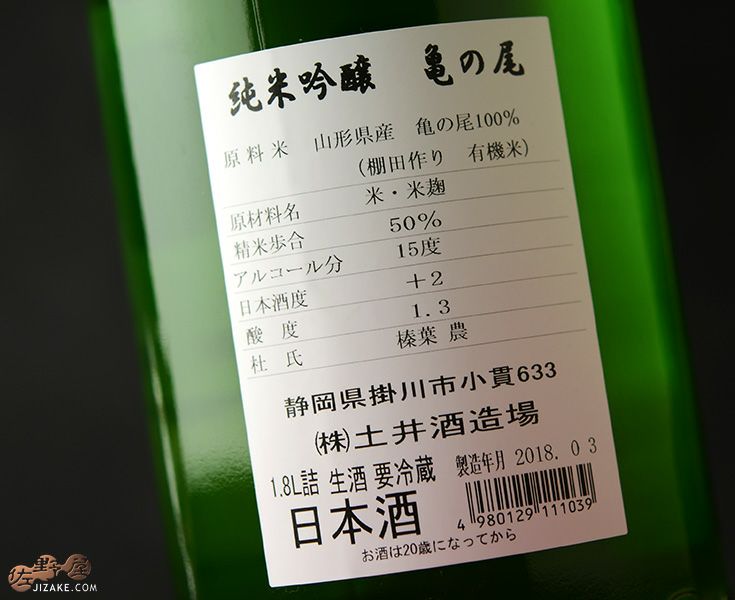 純米吟醸 亀の尾
原料米 山形県産 亀の尾100%
(棚田作り 有機米)
原材料名 米・米麹
精米歩合 50%
アルコール分 15度
日本酒度 +2
酸度 1.3
杜氏 榛葉 農
静岡県掛川市小貫633
(株)土井酒造場
1.8L詰 生酒 要冷蔵 製造年月 2018.03
日本酒
4 980129 111039
お酒は20歳になってから
佐野屋
JIZAKE.COM